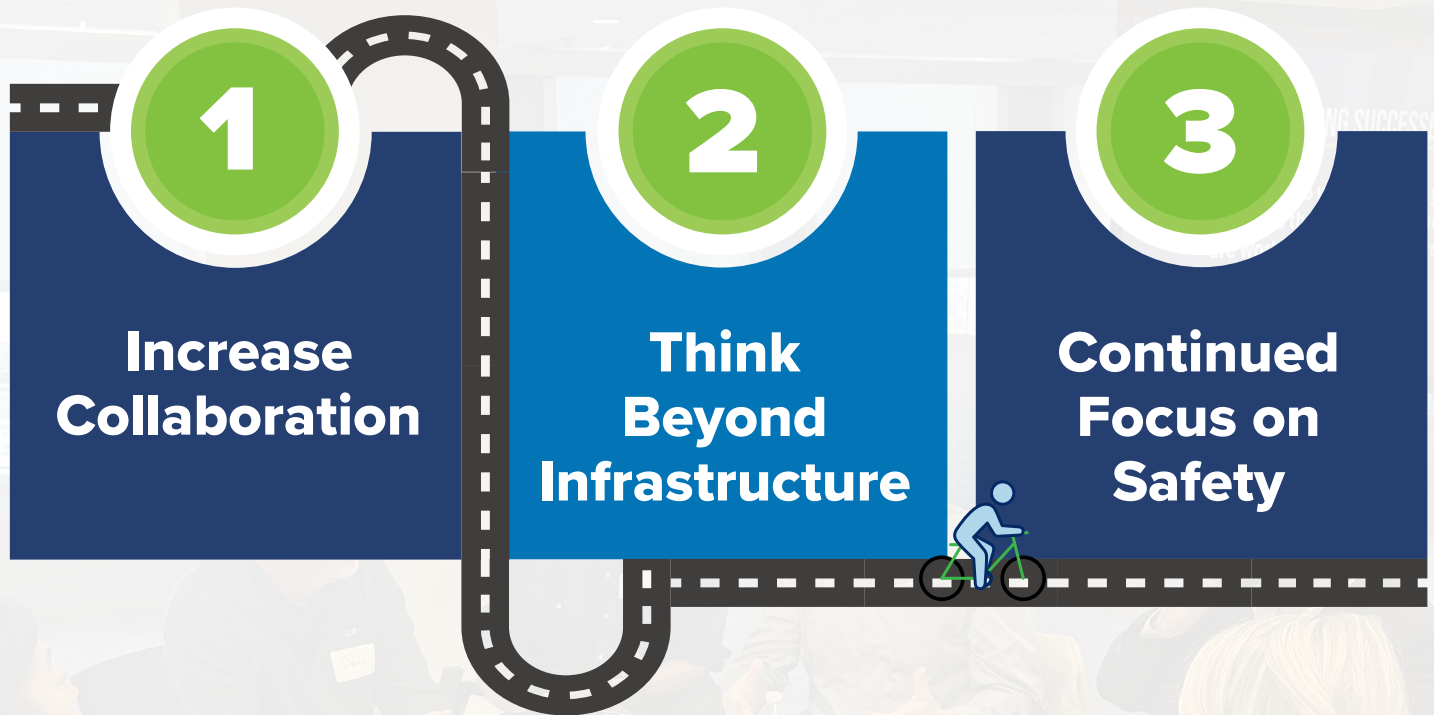 1
Increase
Collaboration
2
Think
Beyond
Infrastructure
3
Continued
Focus on
Safety